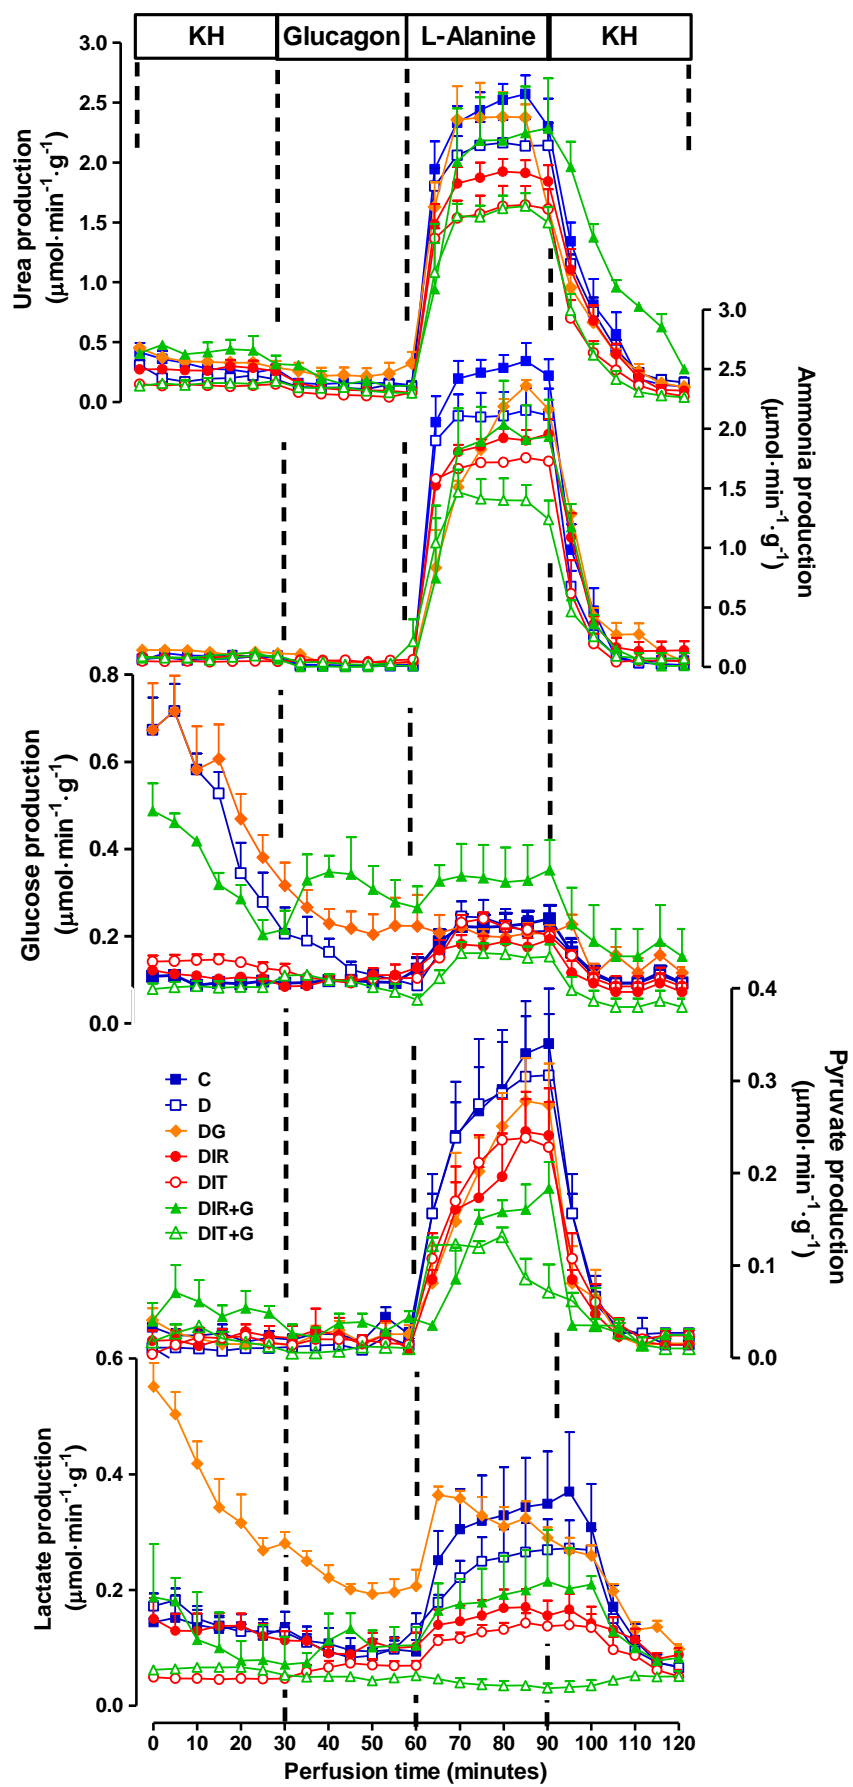 KH Glucagon L-Alanine KH
Urea production
(μmol·min⁻¹·g⁻¹)
3.0
2.5
2.0
1.5
1.0
0.5
0.0
Ammonia production
(μmol·min⁻¹·g⁻¹)
3.0
2.5
2.0
1.5
1.0
0.5
0.0
Glucose production
(μmol·min⁻¹·g⁻¹)
0.8
0.6
0.4
0.2
0.0
Pyruvate production
(μmol·min⁻¹·g⁻¹)
0.4
0.3
0.2
0.1
0.0
C
D
DG
DIR
DIT
DIR+G
DIT+G
Lactate production
(μmol·min⁻¹·g⁻¹)
0.6
0.4
0.2
0.0
0 10 20 30 40 50 60 70 80 90 100 110 120
Perfusion time (minutes)